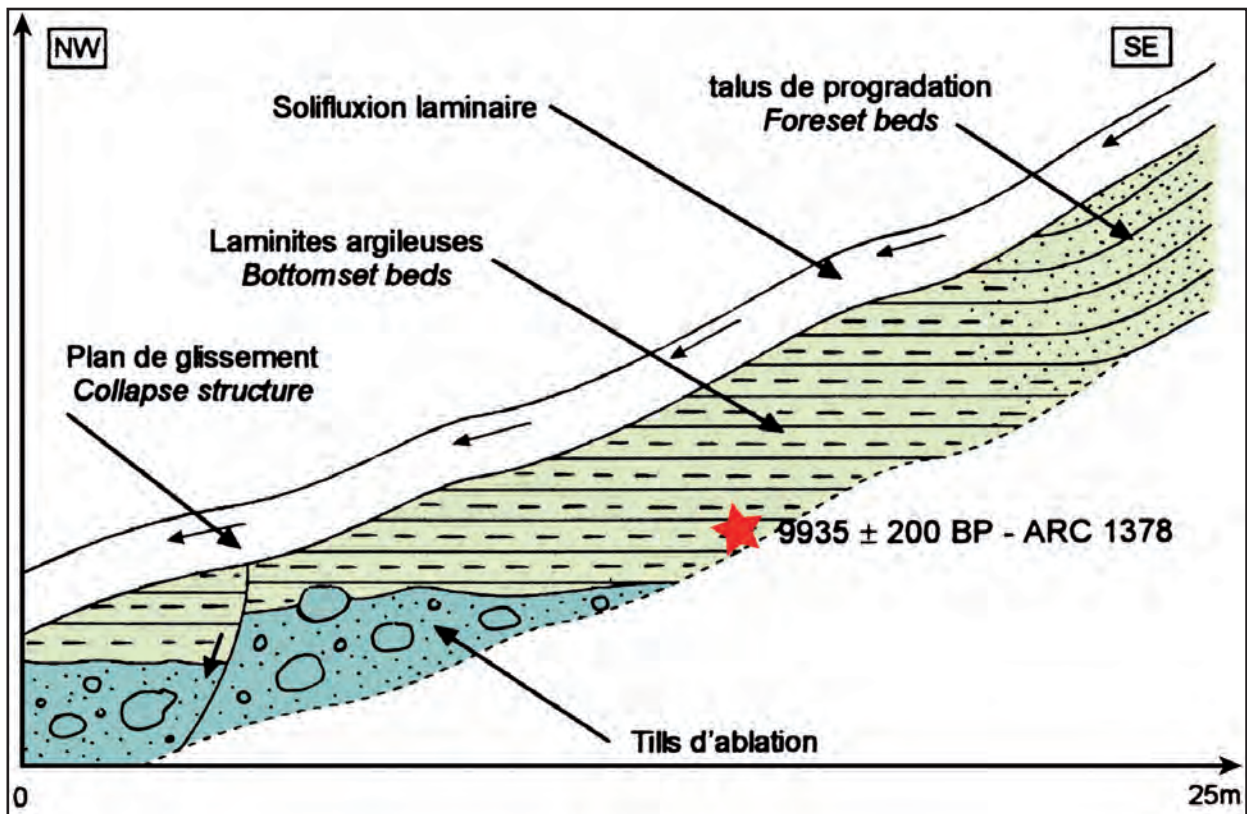 NW
SE
talus de progradation
Foreset beds
Solifluxion laminaire
Laminites argileuses
Bottomset beds
Plan de glissement
Collapse structure
9935 ± 200 BP - ARC 1378
Tills d'ablation
0
25m